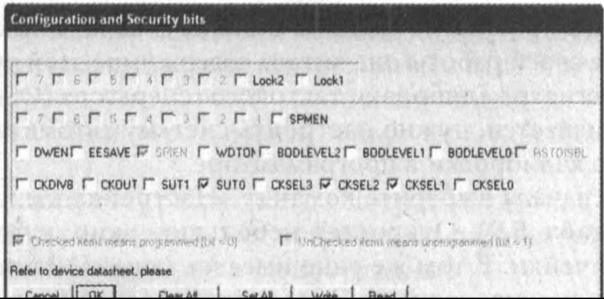 Configuration and Security bits
7 6 5 4 3 2 Lock2 Lock1
7 6 5 4 3 2 1 SPMEN
DWEN EESAVE SPIEN WDTON BODLEVEL2 BODLEVEL1 BODLEVEL0 RSTDISBL
CKDIV8 CKOUT SUT1 SUT0 CKSEL3 CKSEL2 CKSEL1 CKSEL0
Checked items means programmed (bit = 0) UnChecked items means unprogrammed (bit = 1)
Refer to device datasheet, please
Cancel OK Clear All Set All Write Read